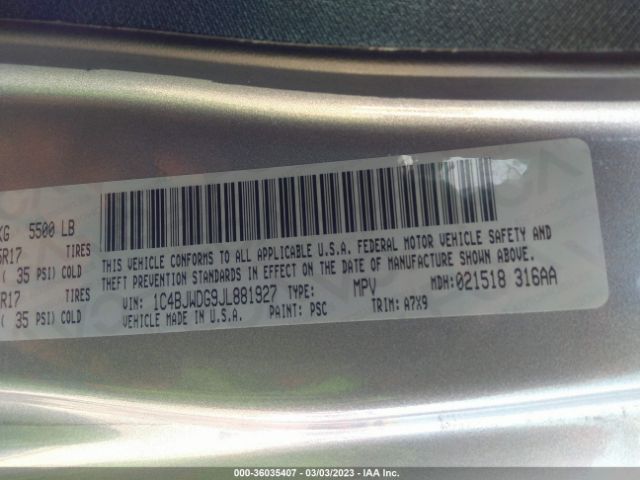 KG 5500 LB
5R17 TIRES
( 35 PSI) COLD
R17 TIRES
( 35 PSI) COLD
THIS VEHICLE CONFORMS TO ALL APPLICABLE U.S.A. FEDERAL MOTOR VEHICLE SAFETY AND
THEFT PREVENTION STANDARDS IN EFFECT ON THE DATE OF MANUFACTURE SHOWN ABOVE.
VIN: 1C4BJWDG9JL881927 TYPE: MPV MDH: 021518 316AA
VEHICLE MADE IN U.S.A. PAINT: PSC TRIM: A7X9
000-36035407 — 03/03/2023 — IAA Inc.